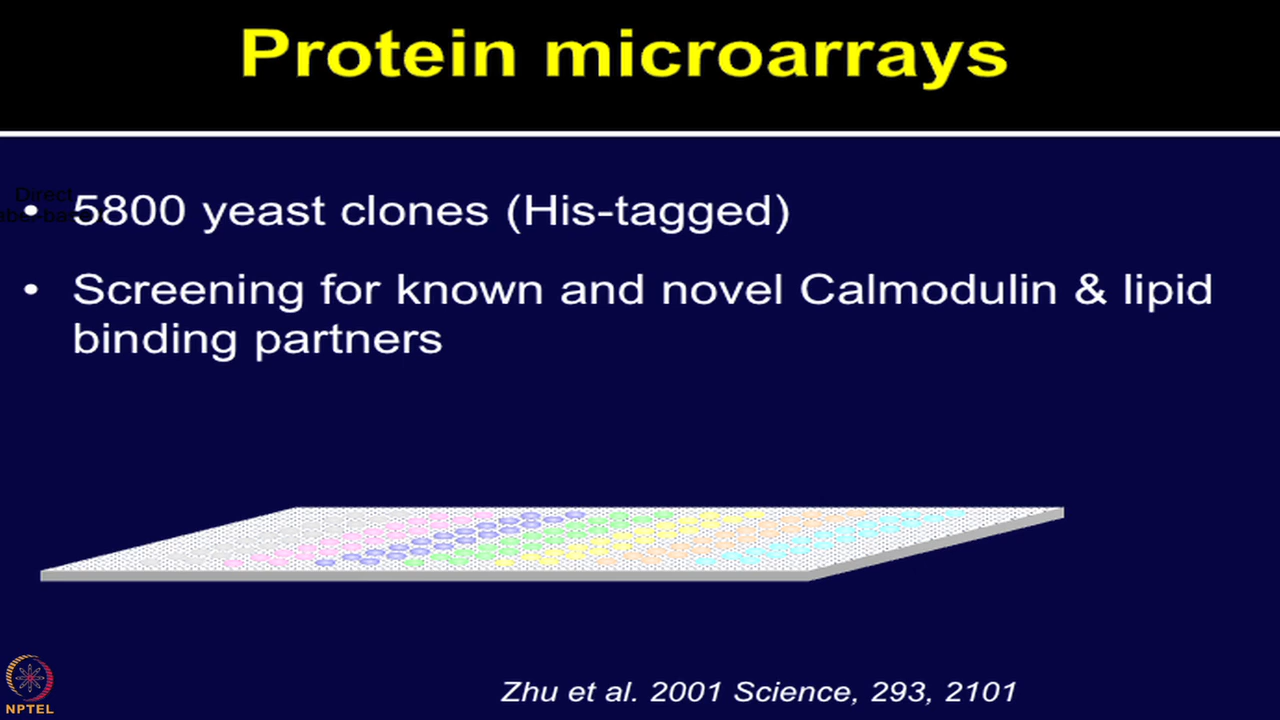 Protein microarrays
Direct
• 5800 yeast clones (His-tagged)
• Screening for known and novel Calmodulin & lipid
binding partners
Zhu et al. 2001 Science, 293, 2101
NPTEL